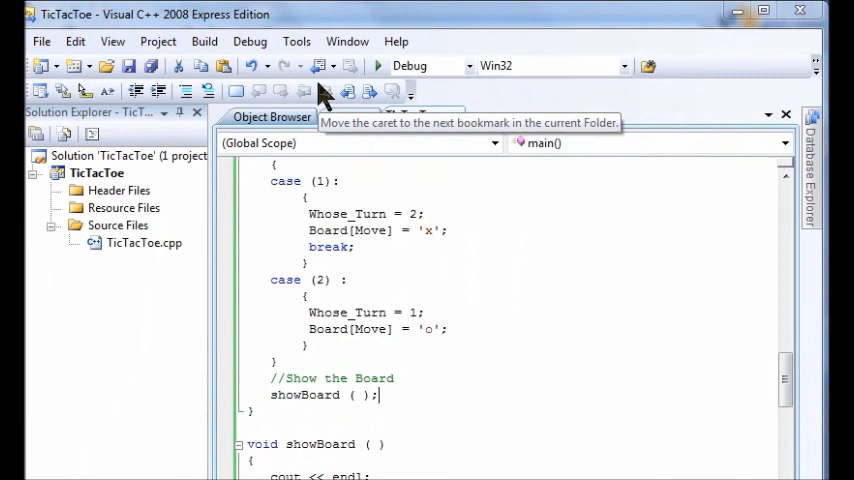 TicTacToe - Visual C++ 2008 Express Edition
File Edit View Project Build Debug Tools Window Help
Debug Win32
Solution Explorer - TicT...
Object Browser
Move the caret to the next bookmark in the current Folder.
(Global Scope) main()
Solution 'TicTacToe' (1 project
TicTacToe
Header Files
Resource Files
Source Files
TicTacToe.cpp
{
case (1):
{
Whose_Turn = 2;
Board[Move] = 'x';
break;
}
case (2) :
{
Whose_Turn = 1;
Board[Move] = 'o';
}
}
//Show the Board
showBoard ( );
}
void showBoard ( )
{
cout << endl;
Database Explorer